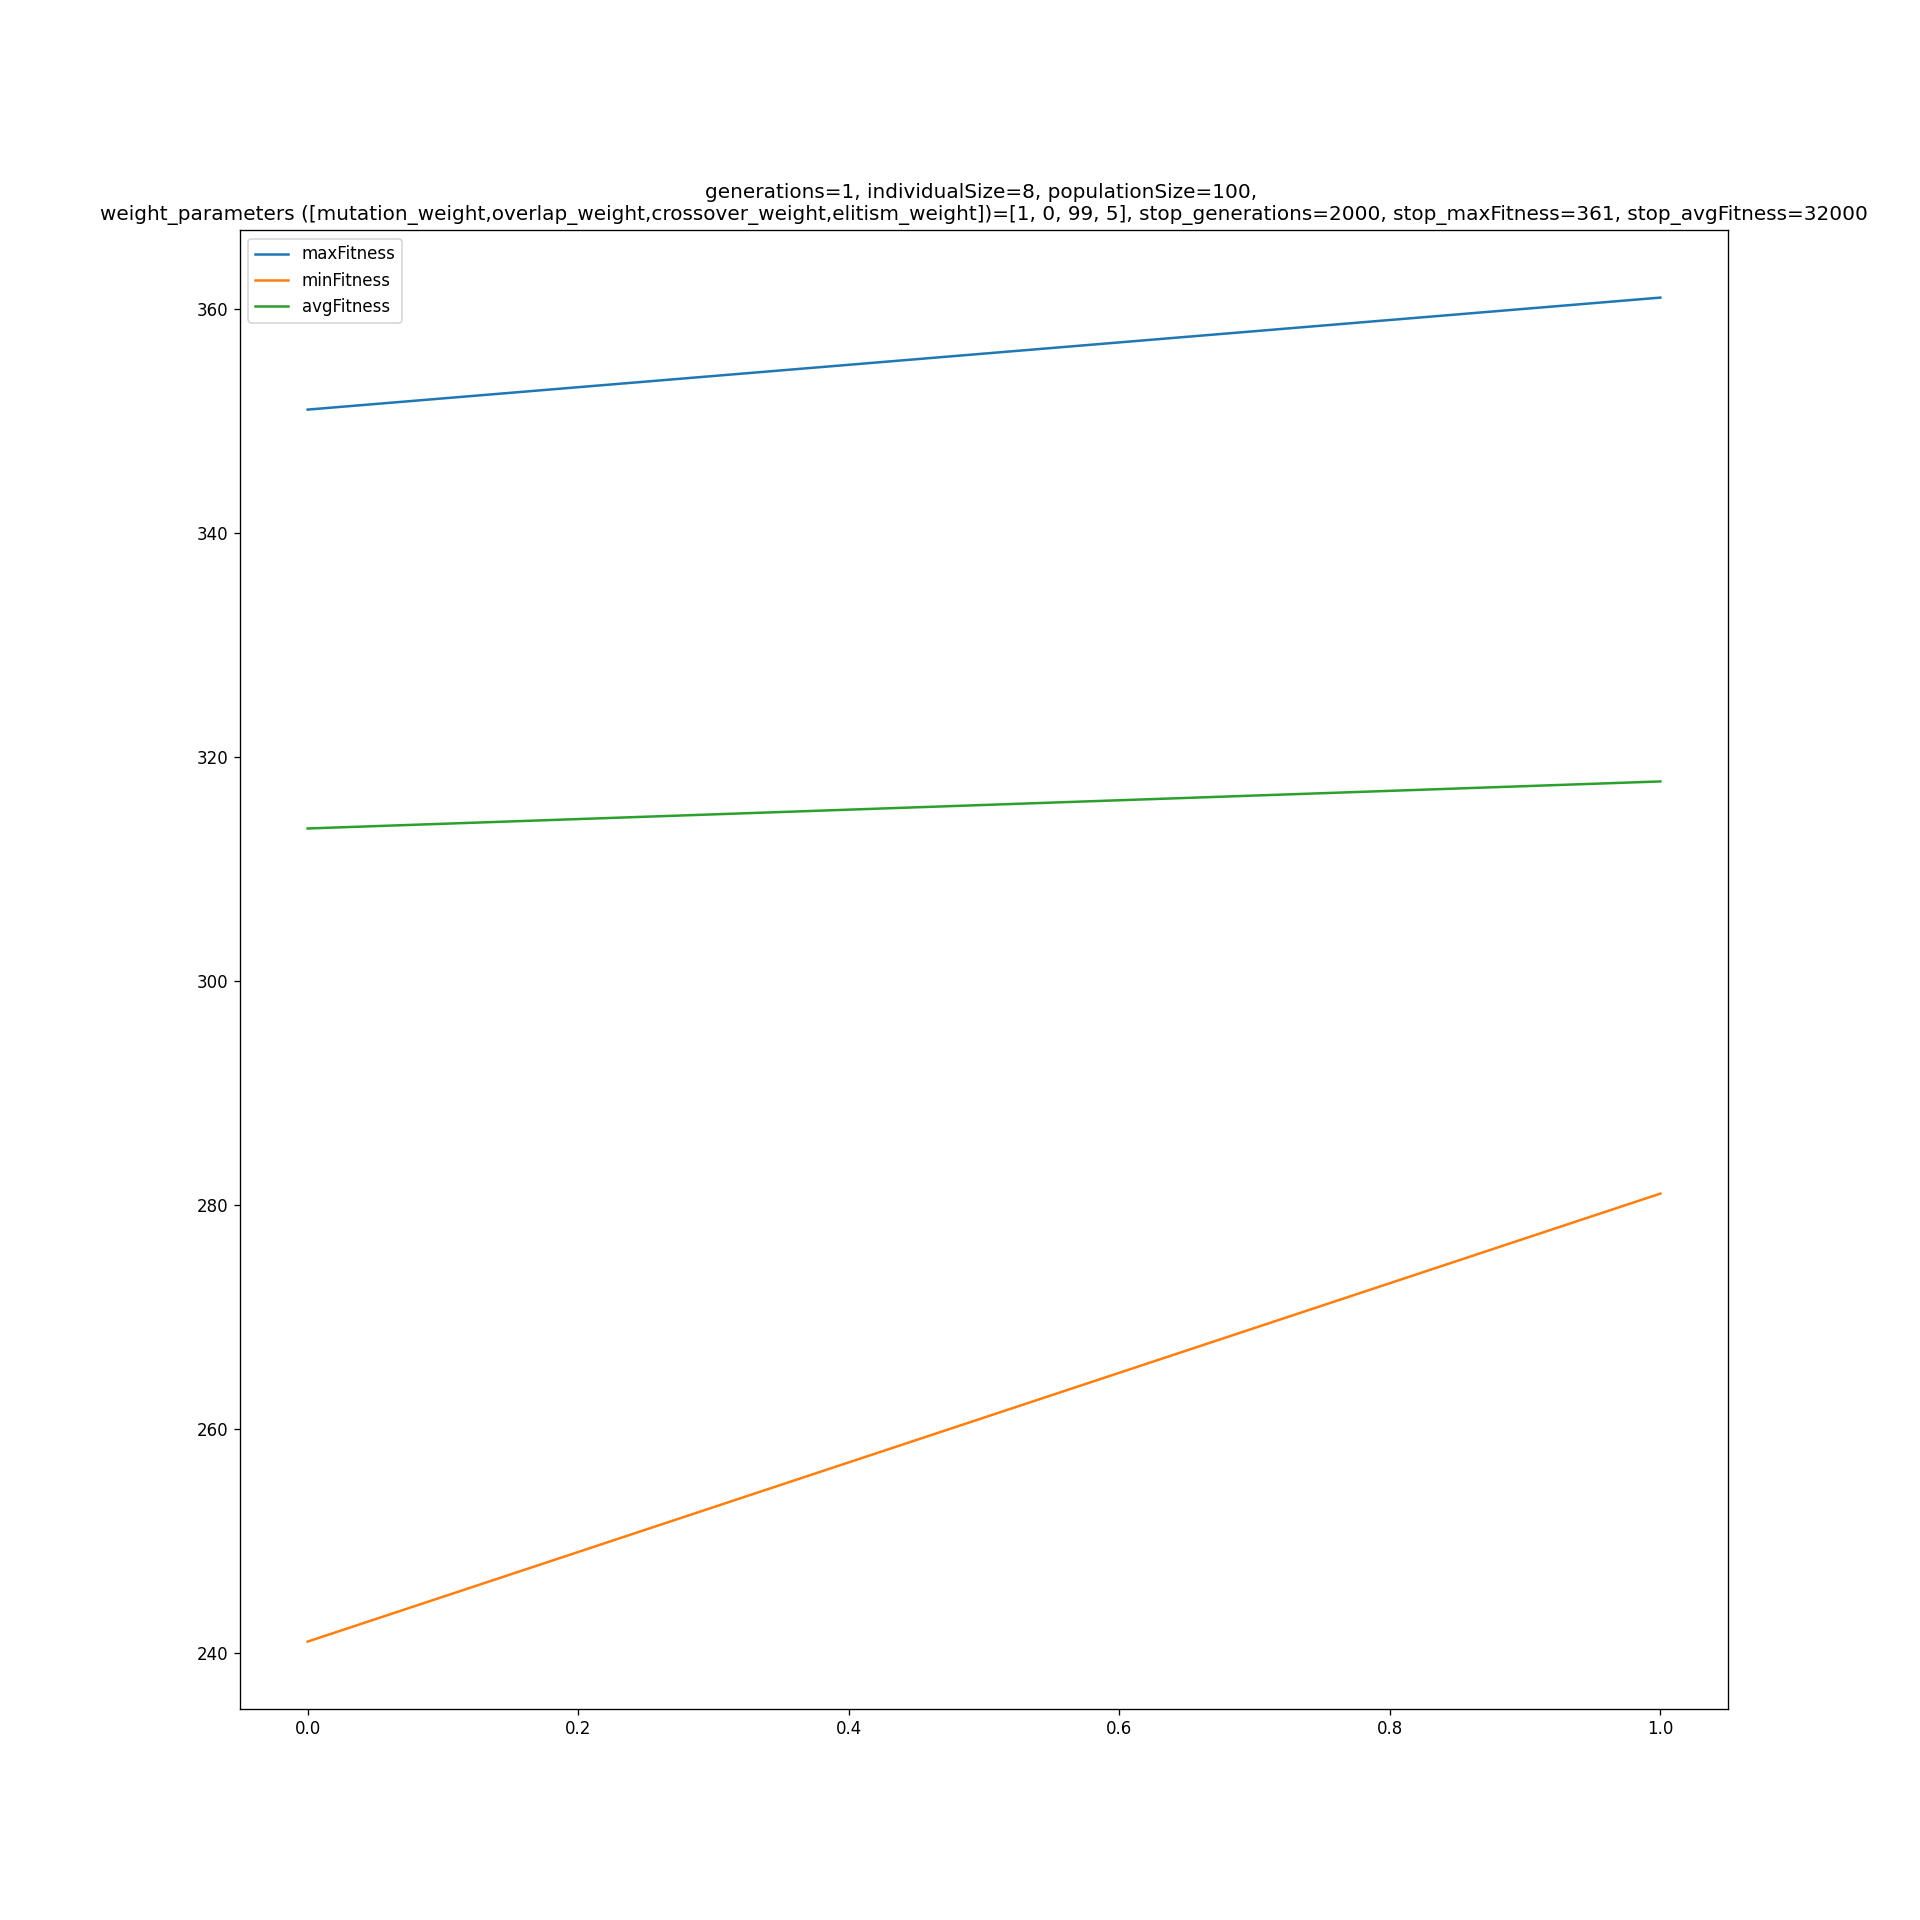 generations=1, individualSize=8, populationSize=100,
weight_parameters ([mutation_weight,overlap_weight,crossover_weight,elitism_weight])=[1, 0, 99, 5], stop_generations=2000, stop_maxFitness=361, stop_avgFitness=32000
maxFitness
minFitness
avgFitness
360
340
320
300
280
260
240
0.0 0.2 0.4 0.6 0.8 1.0